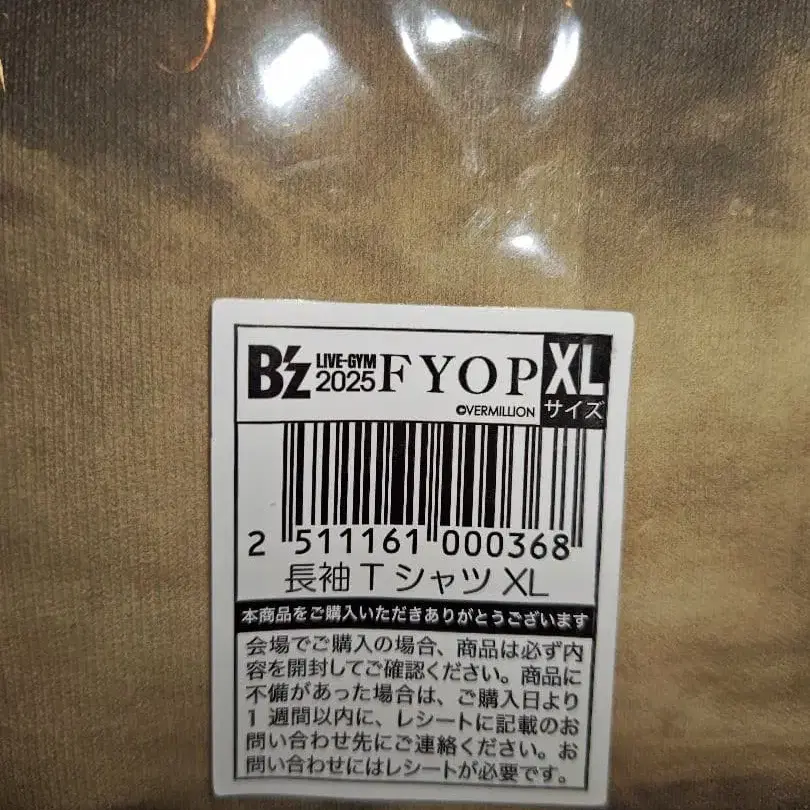 B'z LIVE-GYM 2025 FYOP XL
©VERMILLION サイズ
2 511161 000368
長袖Tシャツ XL
本商品をご購入いただきありがとうございます
会場でご購入の場合、商品は必ず内
容を開封してご確認ください。商品に
不備があった場合は、ご購入日より
1週間以内に、レシートに記載のお
問い合わせ先にご連絡ください。お
問い合わせにはレシートが必要です。